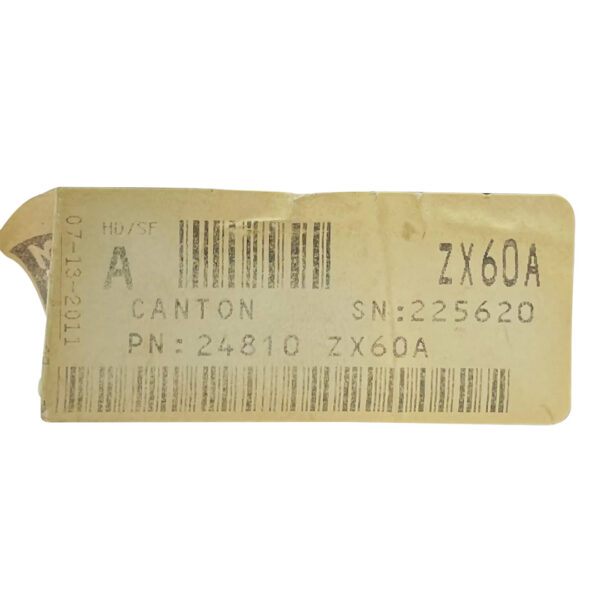 07-13-2011
HD/SF
A
ZX60A
CANTON SN:225620
PN:24810 ZX60A